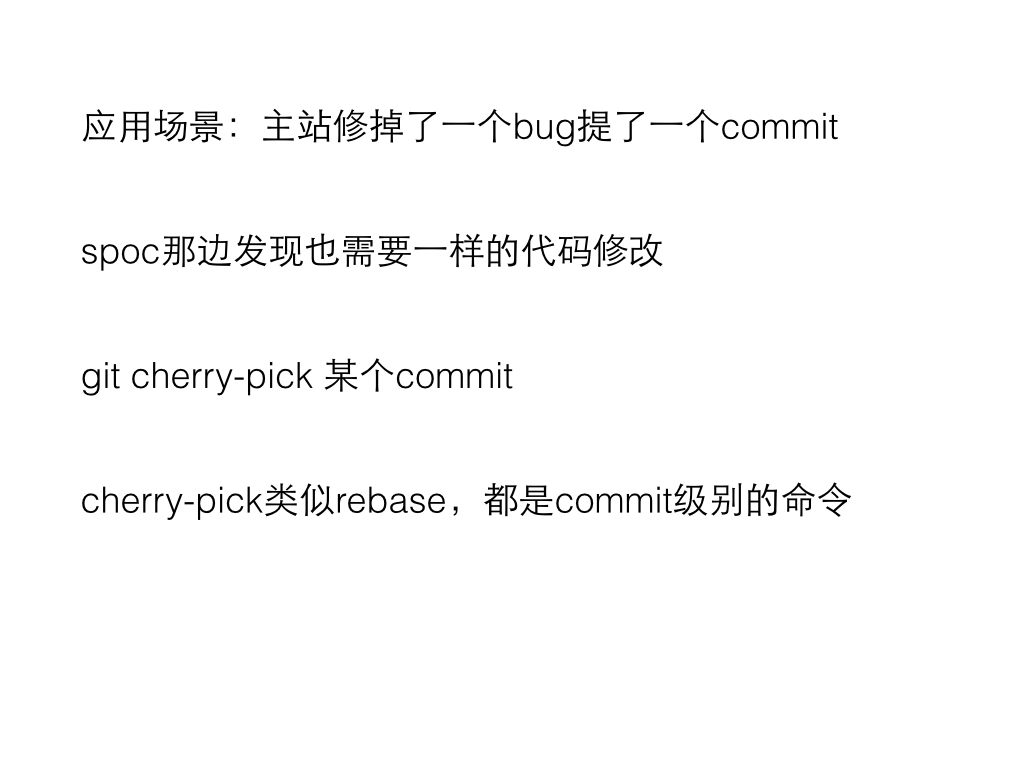 应用场景：主站修掉了一个bug提了一个commit
spoc那边发现也需要一样的代码修改
git cherry-pick 某个commit
cherry-pick类似rebase，都是commit级别的命令